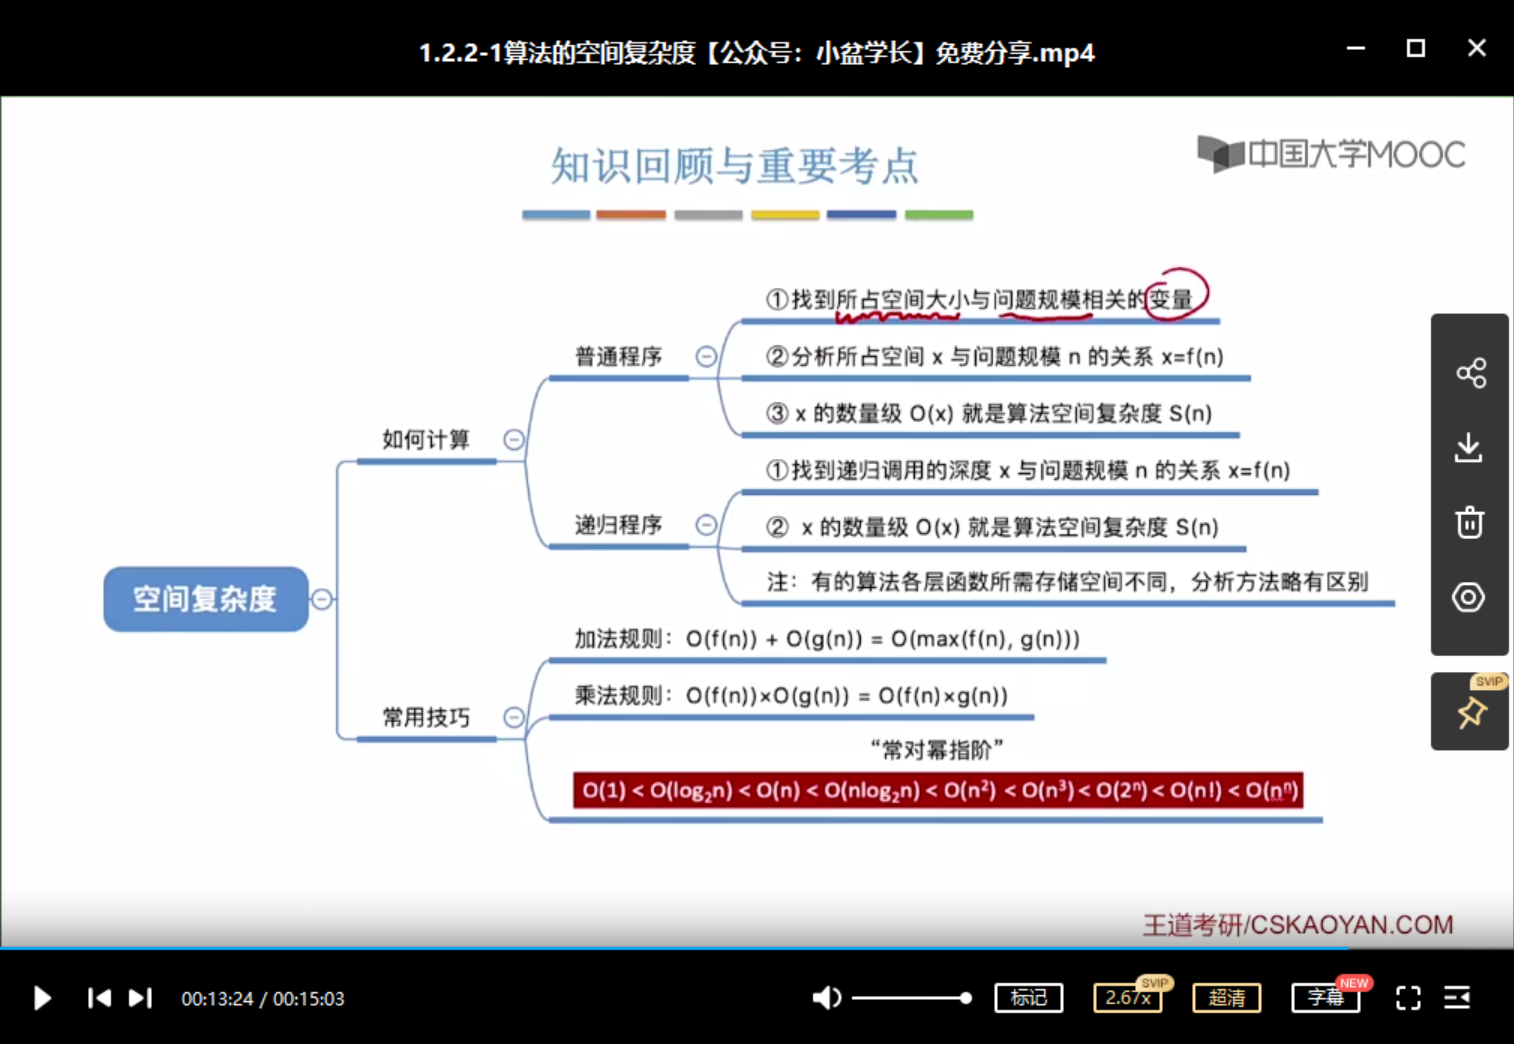 1.2.2-1算法的空间复杂度【公众号：小盆学长】免费分享.mp4
知识回顾与重要考点
中国大学MOOC
①找到所占空间大小与问题规模相关的变量
普通程序
②分析所占空间 x 与问题规模 n 的关系 x=f(n)
③ x 的数量级 O(x) 就是算法空间复杂度 S(n)
如何计算
①找到递归调用的深度 x 与问题规模 n 的关系 x=f(n)
递归程序
② x 的数量级 O(x) 就是算法空间复杂度 S(n)
注：有的算法各层函数所需存储空间不同，分析方法略有区别
空间复杂度
加法规则：O(f(n)) + O(g(n)) = O(max(f(n), g(n)))
乘法规则：O(f(n))×O(g(n)) = O(f(n)×g(n))
常用技巧
“常对幂指阶”
O(1) < O(log₂n) < O(n) < O(nlog₂n) < O(n²) < O(n³) < O(2ⁿ) < O(n!) < O(nⁿ)
SVIP
王道考研/CSKAOYAN.COM
00:13:24 / 00:15:03
标记
2.67x
SVIP
超清
字幕
NEW